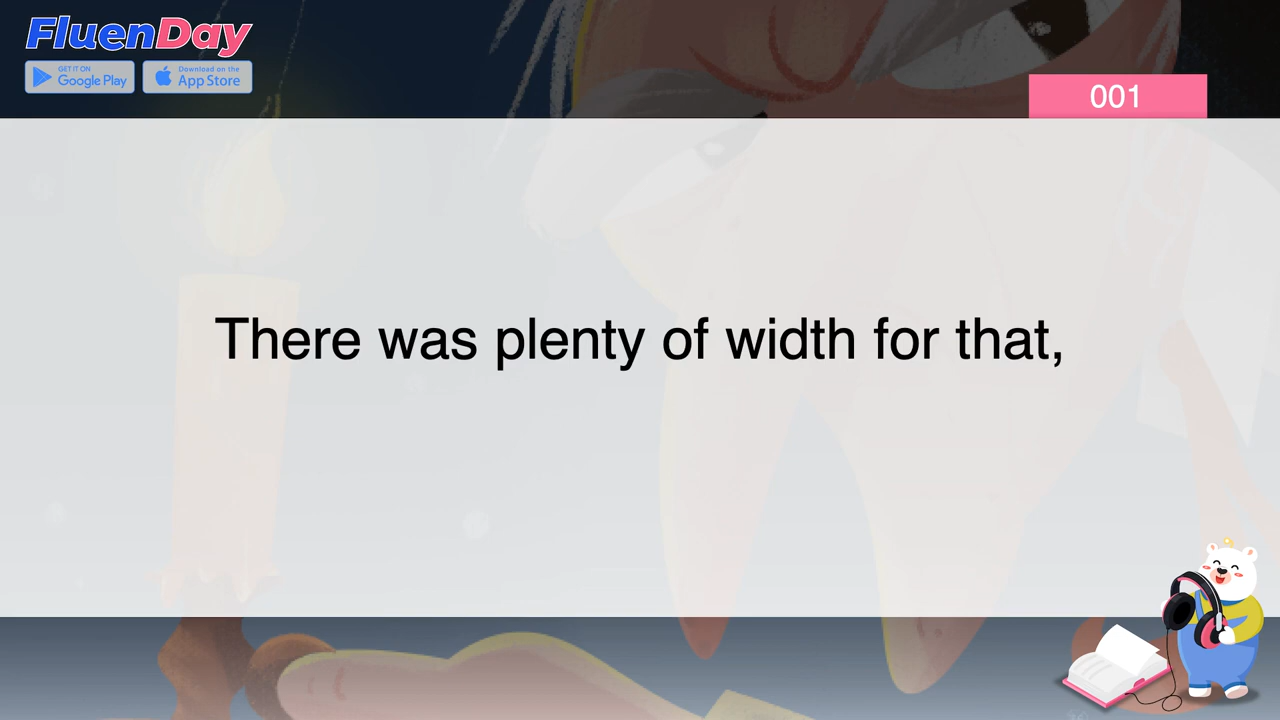 FluenDay
GET IT ON
Google Play
Download on the
App Store
001
There was plenty of width for that,